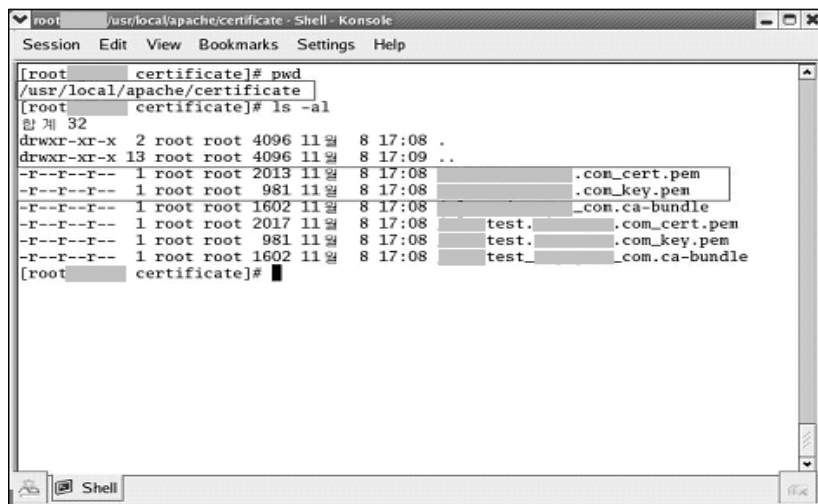 root /usr/local/apache/certificate - Shell - Konsole
Session Edit View Bookmarks Settings Help
[root certificate]# pwd
/usr/local/apache/certificate
[root certificate]# ls -al
합계 32
drwxr-xr-x 2 root root 4096 11월 8 17:08 .
drwxr-xr-x 13 root root 4096 11월 8 17:09 ..
-r--r--r-- 1 root root 2013 11월 8 17:08 .com_cert.pem
-r--r--r-- 1 root root 981 11월 8 17:08 .com_key.pem
-r--r--r-- 1 root root 1602 11월 8 17:08 _com.ca-bundle
-r--r--r-- 1 root root 2017 11월 8 17:08 test. .com_cert.pem
-r--r--r-- 1 root root 981 11월 8 17:08 test. .com_key.pem
-r--r--r-- 1 root root 1602 11월 8 17:08 test_ _com.ca-bundle
[root certificate]#
Shell